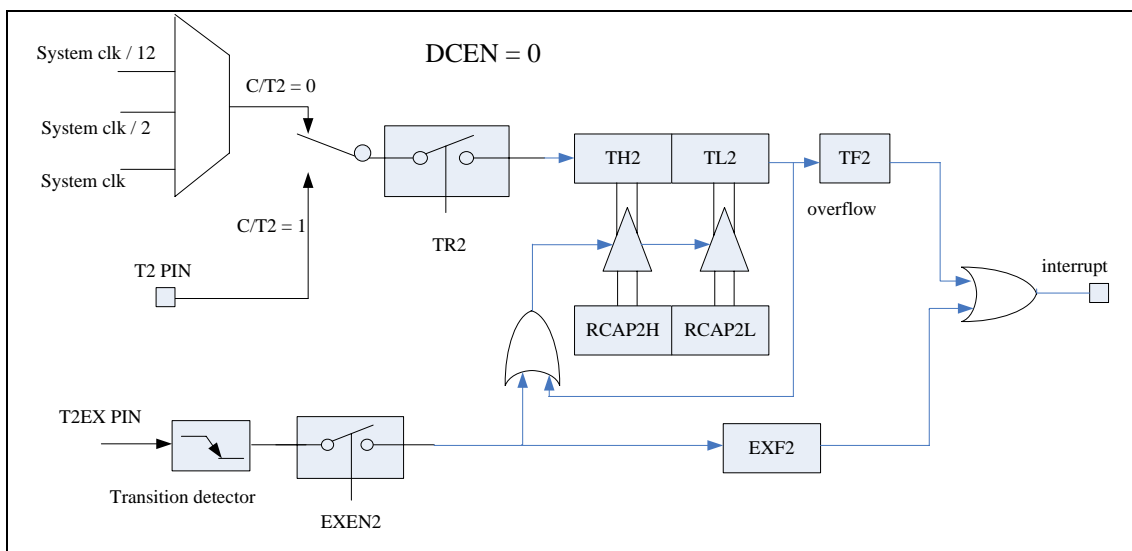 DCEN = 0
System clk / 12
System clk / 2
System clk
C/T2 = 0
C/T2 = 1
T2 PIN
TR2
TH2
TL2
TF2
overflow
RCAP2H
RCAP2L
interrupt
T2EX PIN
Transition detector
EXEN2
EXF2